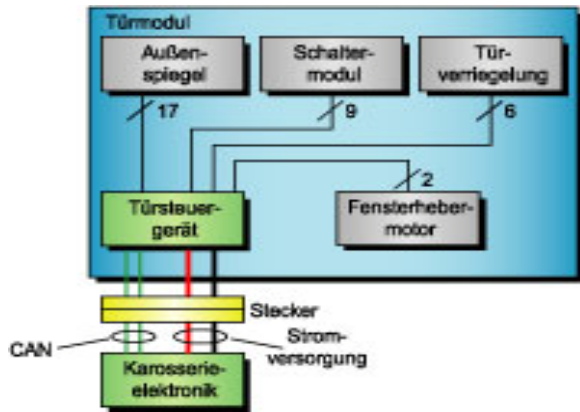 Türmodul
Außen-
spiegel
Schalter-
modul
Tür-
verriegelung
17
9
6
2
Türsteuer-
gerät
Fensterheber-
motor
Stecker
CAN
Strom-
versorgung
Karosserie-
elektronik